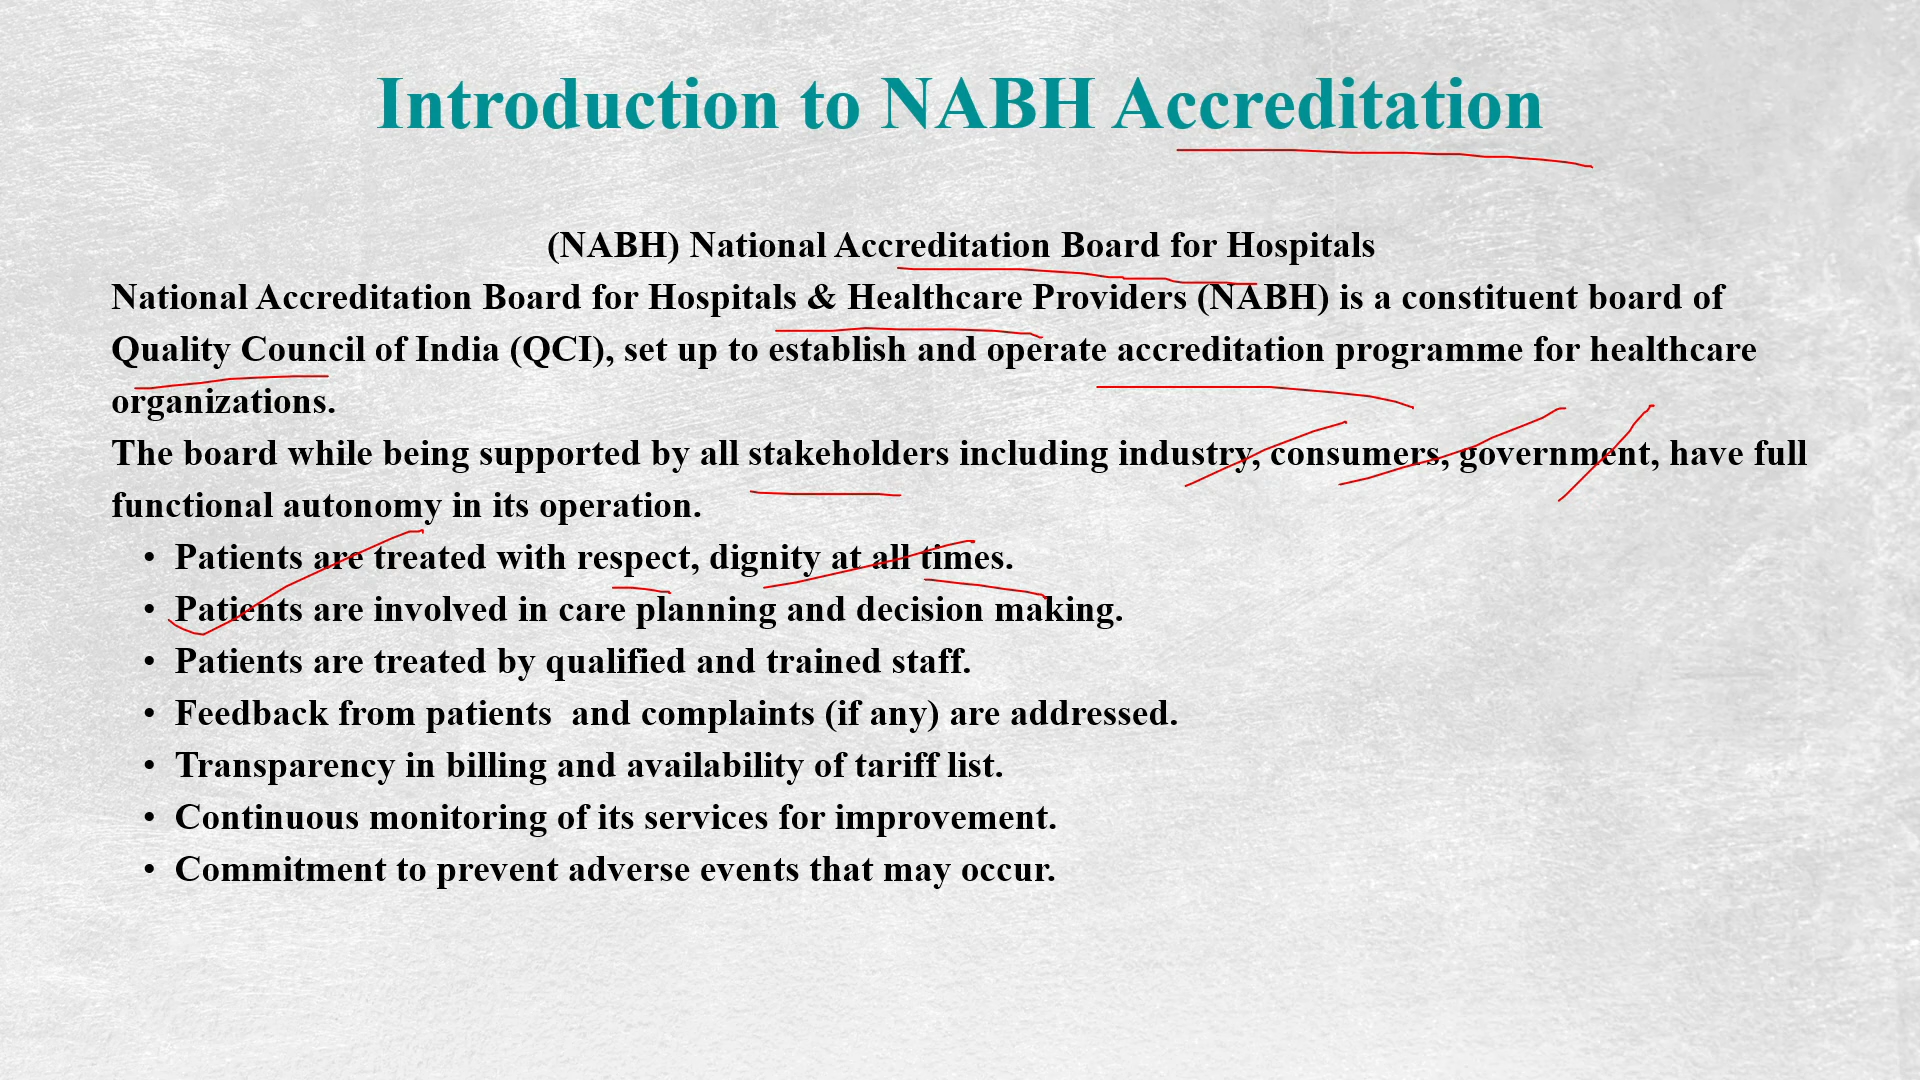 Introduction to NABH Accreditation
(NABH) National Accreditation Board for Hospitals
National Accreditation Board for Hospitals & Healthcare Providers (NABH) is a constituent board of
Quality Council of India (QCI), set up to establish and operate accreditation programme for healthcare
organizations.
The board while being supported by all stakeholders including industry, consumers, government, have full
functional autonomy in its operation.
• Patients are treated with respect, dignity at all times.
• Patients are involved in care planning and decision making.
• Patients are treated by qualified and trained staff.
• Feedback from patients  and complaints (if any) are addressed.
• Transparency in billing and availability of tariff list.
• Continuous monitoring of its services for improvement.
• Commitment to prevent adverse events that may occur.